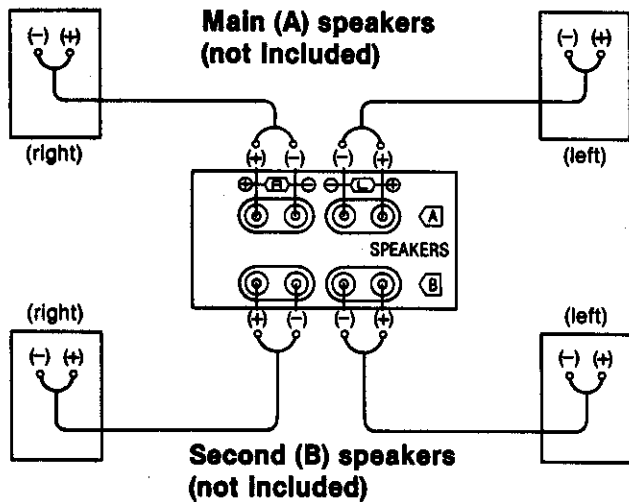 Main (A) speakers
(not included)
(−) (+)
(−) (+)
(right)
(left)
(+) (−) (−) (+)
⊕ R ⊖ ⊖ L ⊕
A
SPEAKERS
B
(+) (−) (−) (+)
(right)
(left)
(−) (+)
(−) (+)
Second (B) speakers
(not included)